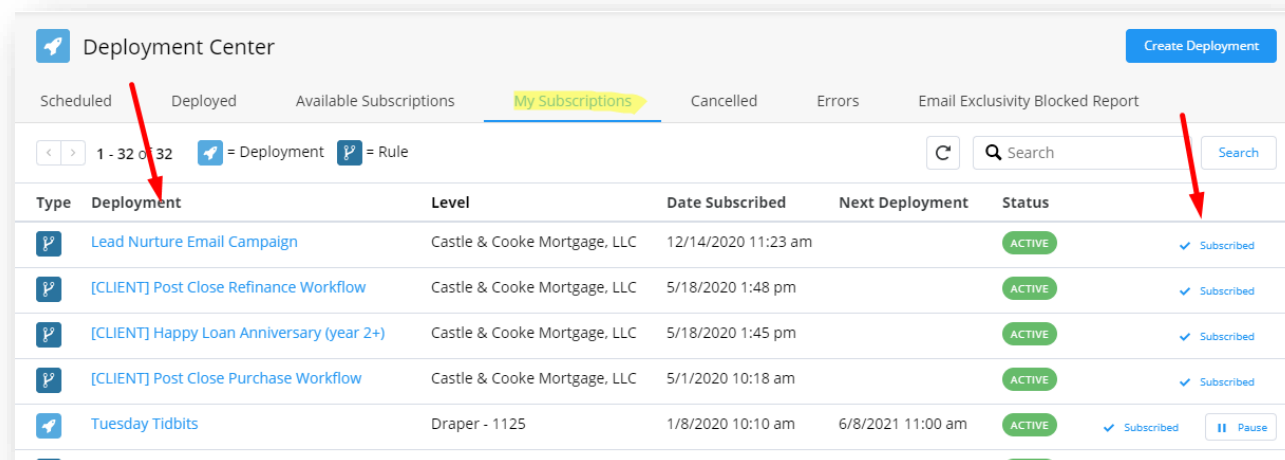 Deployment Center
Create Deployment
Scheduled Deployed Available Subscriptions My Subscriptions Cancelled Errors Email Exclusivity Blocked Report
1 - 32 of 32 = Deployment = Rule Search Search
Type Deployment Level Date Subscribed Next Deployment Status
Lead Nurture Email Campaign Castle & Cooke Mortgage, LLC 12/14/2020 11:23 am ACTIVE Subscribed
[CLIENT] Post Close Refinance Workflow Castle & Cooke Mortgage, LLC 5/18/2020 1:48 pm ACTIVE Subscribed
[CLIENT] Happy Loan Anniversary (year 2+) Castle & Cooke Mortgage, LLC 5/18/2020 1:45 pm ACTIVE Subscribed
[CLIENT] Post Close Purchase Workflow Castle & Cooke Mortgage, LLC 5/1/2020 10:18 am ACTIVE Subscribed
Tuesday Tidbits Draper - 1125 1/8/2020 10:10 am 6/8/2021 11:00 am ACTIVE Subscribed Pause